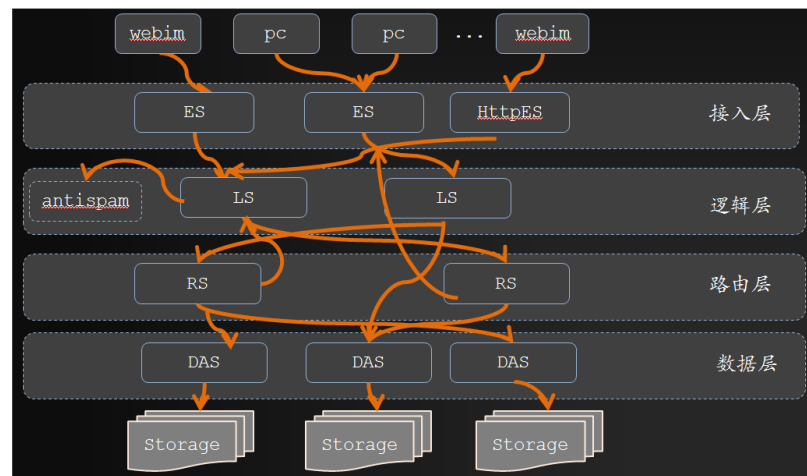 webim
pc
pc
...
webim
ES
ES
HttpES
接入层
antispam
LS
LS
逻辑层
RS
RS
路由层
DAS
DAS
DAS
数据层
Storage
Storage
Storage